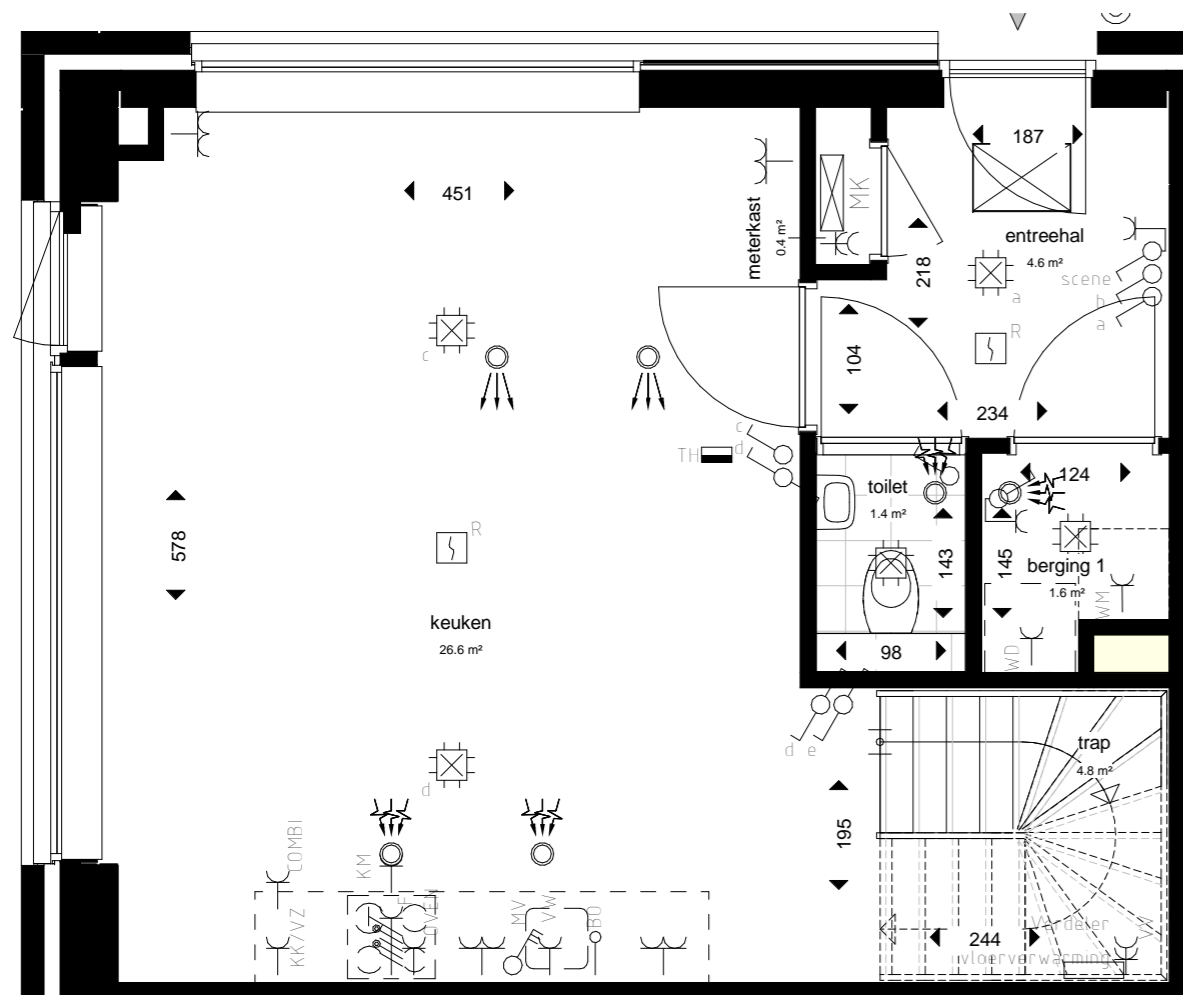 187
451
MK
meterkast
0.4 m²
entreehal
4.6 m²
218
scene
b
a
a
R
c
104
234
c
d
TH
toilet
1.4 m²
124
578
R
143
145
berging 1
1.6 m²
WM
keuken
26.6 m²
98
WD
d e
trap
4.8 m²
d
195
COMBI
KM
KK/VZ
F
OVEN
MV
VW
BO
244
Verdeler
vloerverwarming